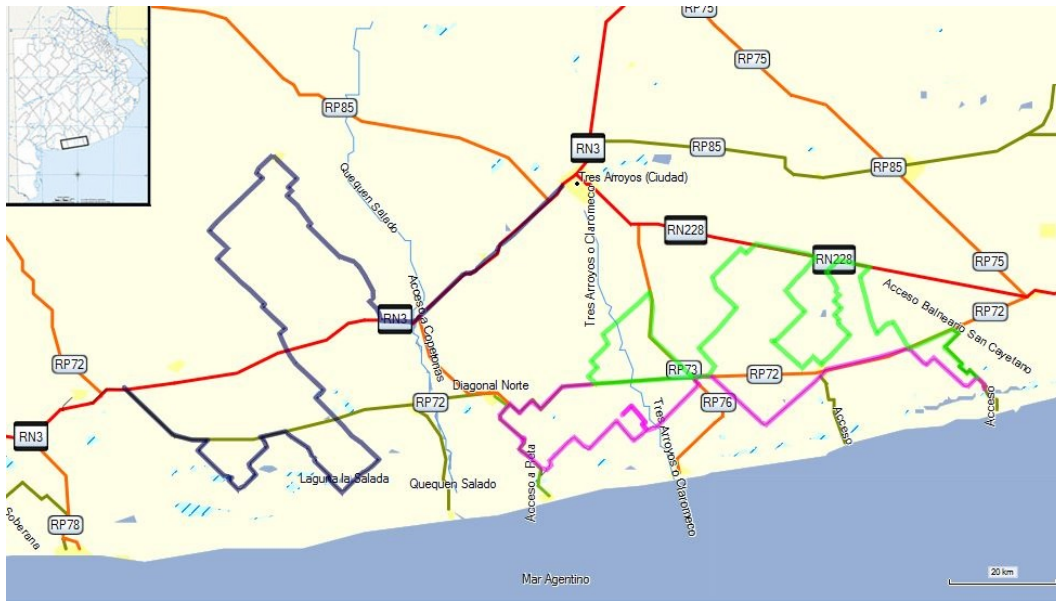 RP75
RP75
RP85
RN3
RP85
RP85
Quequen Salado
Tres Arroyos (Ciudad)
Tres Arroyos o Claromeco
RN228
RN228
RP75
Acceso Balneario San Cayetano
RP72
Acceso a Copetonas
RN3
RP72
RP73
RP72
Diagonal Norte
RP72
RP76
Acceso
Acceso
RN3
Tres Arroyos o Claromeco
Acceso a Reta
Laguna la Salada
Quequen Salado
Soberana
RP78
Mar Agentino
20 km